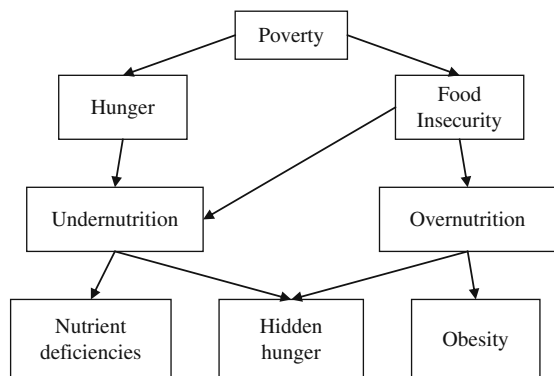 Poverty
Hunger
Food
Insecurity
Undernutrition
Overnutrition
Nutrient
deficiencies
Hidden
hunger
Obesity